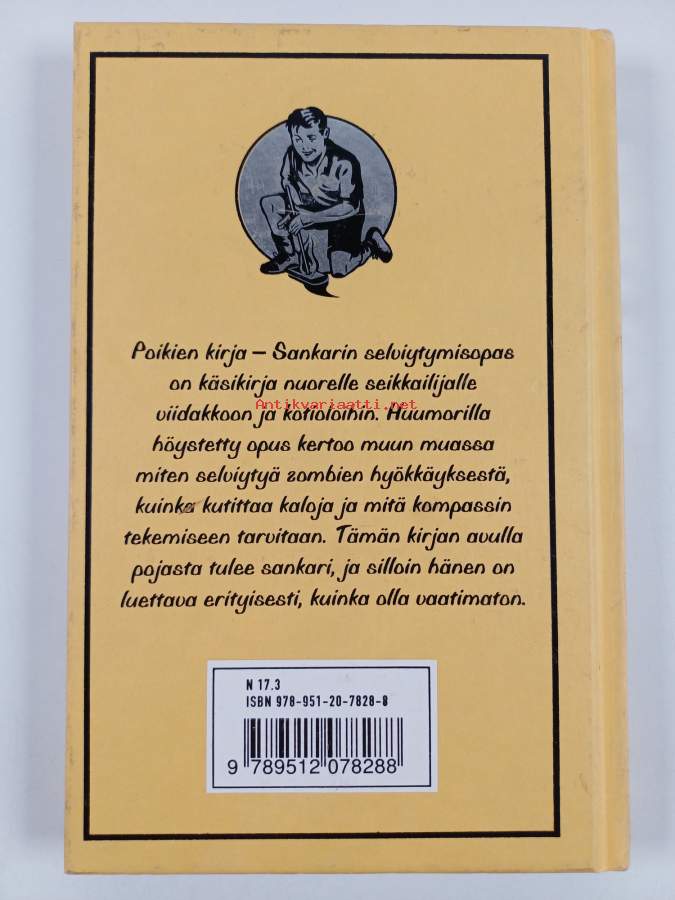 Poikien kirja – Sankarin selviytymisopas
on käsikirja nuorelle seikkailijalle
viidakkoon ja kotioloihin. Huumorilla
Antikvariaatti.net
höystetty opus kertoo muun muassa
miten selviytyä zombien hyökkäyksestä,
kuinka kutittaa kaloja ja mitä kompassin
tekemiseen tarvitaan. Tämän kirjan avulla
pojasta tulee sankari, ja silloin hänen on
luettava erityisesti, kuinka olla vaatimaton.
N 17.3
ISBN 978-951-20-7828-8
9 789512 078288